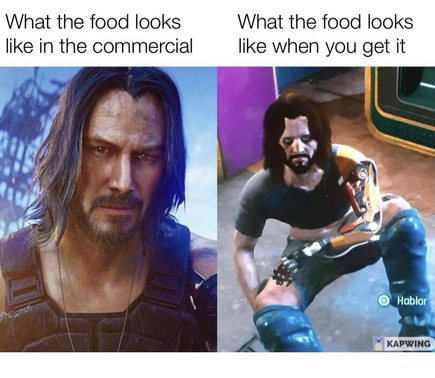 What the food looks
like in the commercial
What the food looks
like when you get it
Hablar
KAPWING